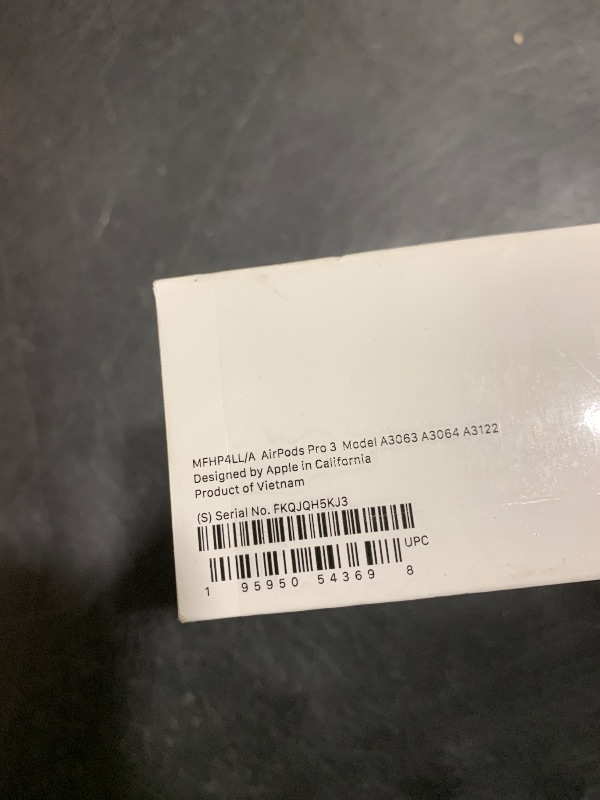 MFHP4LL/A AirPods Pro 3 Model A3063 A3064 A3122
Designed by Apple in California
Product of Vietnam
(S) Serial No. FKQJQH5KJ3
UPC
1 95950 54369 8